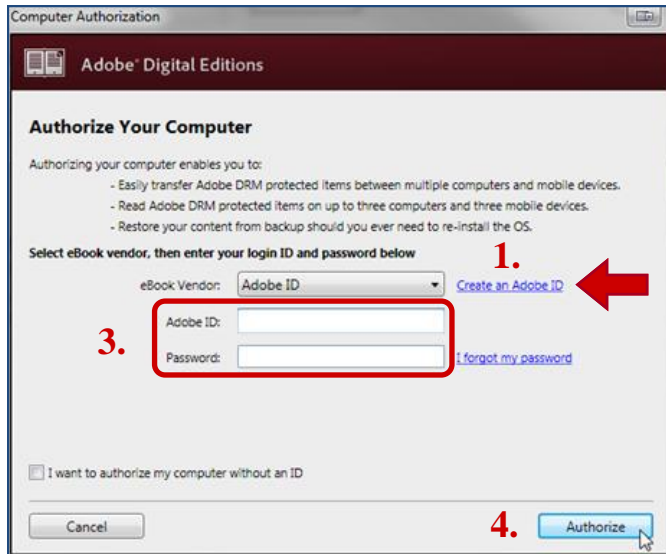 Computer Authorization
Adobe® Digital Editions
Authorize Your Computer
Authorizing your computer enables you to:
- Easily transfer Adobe DRM protected items between multiple computers and mobile devices.
- Read Adobe DRM protected items on up to three computers and three mobile devices.
- Restore your content from backup should you ever need to re-install the OS.
Select eBook vendor, then enter your login ID and password below
1.
eBook Vendor: Adobe ID Create an Adobe ID
Adobe ID:
3.
Password: I forgot my password
I want to authorize my computer without an ID
Cancel 4. Authorize